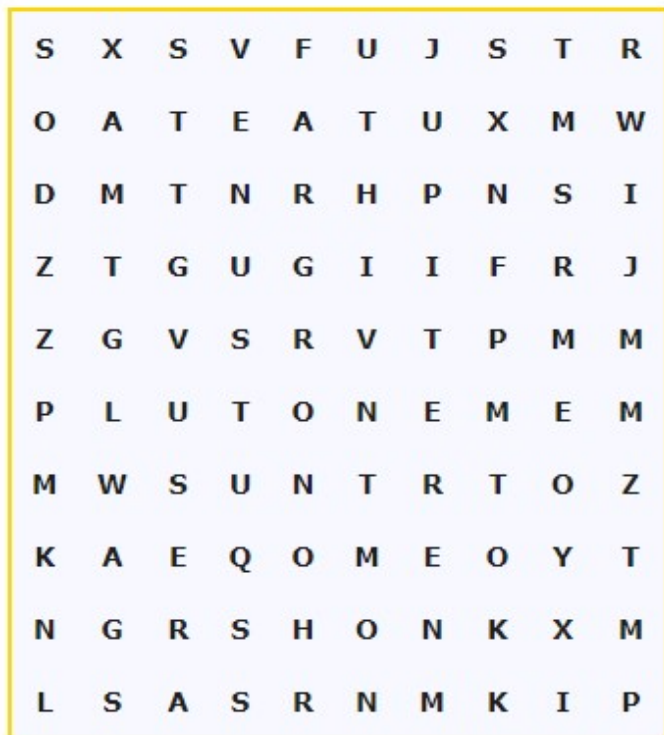 S X S V F U J S T R
O A T E A T U X M W
D M T N R H P N S I
Z T G U G I I F R J
Z G V S R V T P M M
P L U T O N E M E M
M W S U N T R T O Z
K A E Q O M E O Y T
N G R S H O N K X M
L S A S R N M K I P